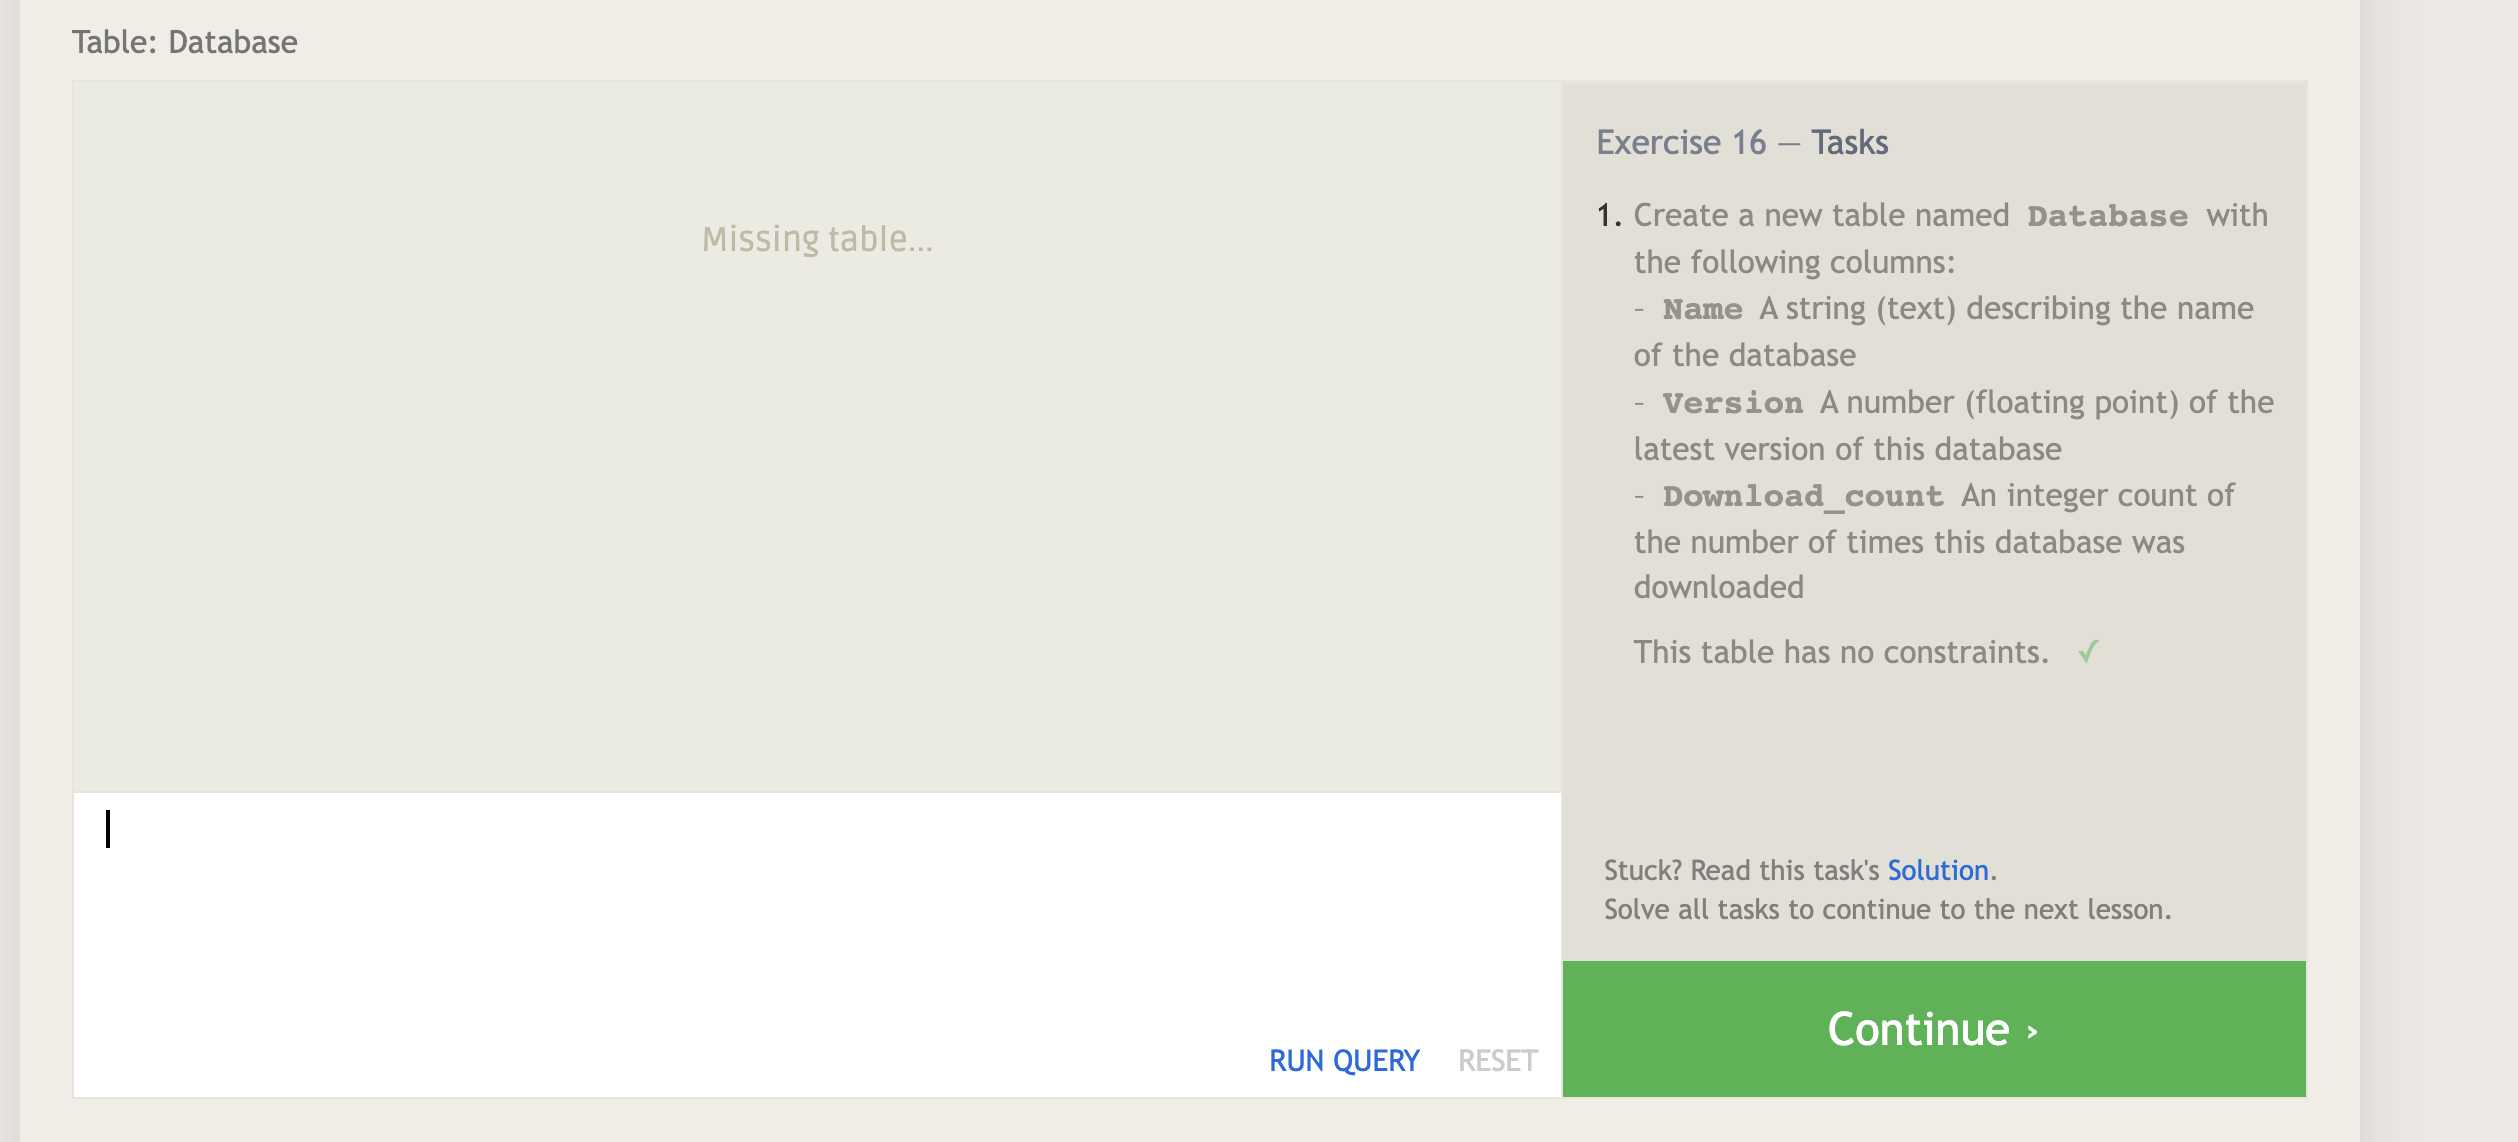 Table: Database
Missing table...
RUN QUERY RESET
Exercise 16 — Tasks
1. Create a new table named Database with
the following columns:
- Name A string (text) describing the name
of the database
- Version A number (floating point) of the
latest version of this database
- Download_count An integer count of
the number of times this database was
downloaded
This table has no constraints. ✓
Stuck? Read this task's Solution.
Solve all tasks to continue to the next lesson.
Continue ›